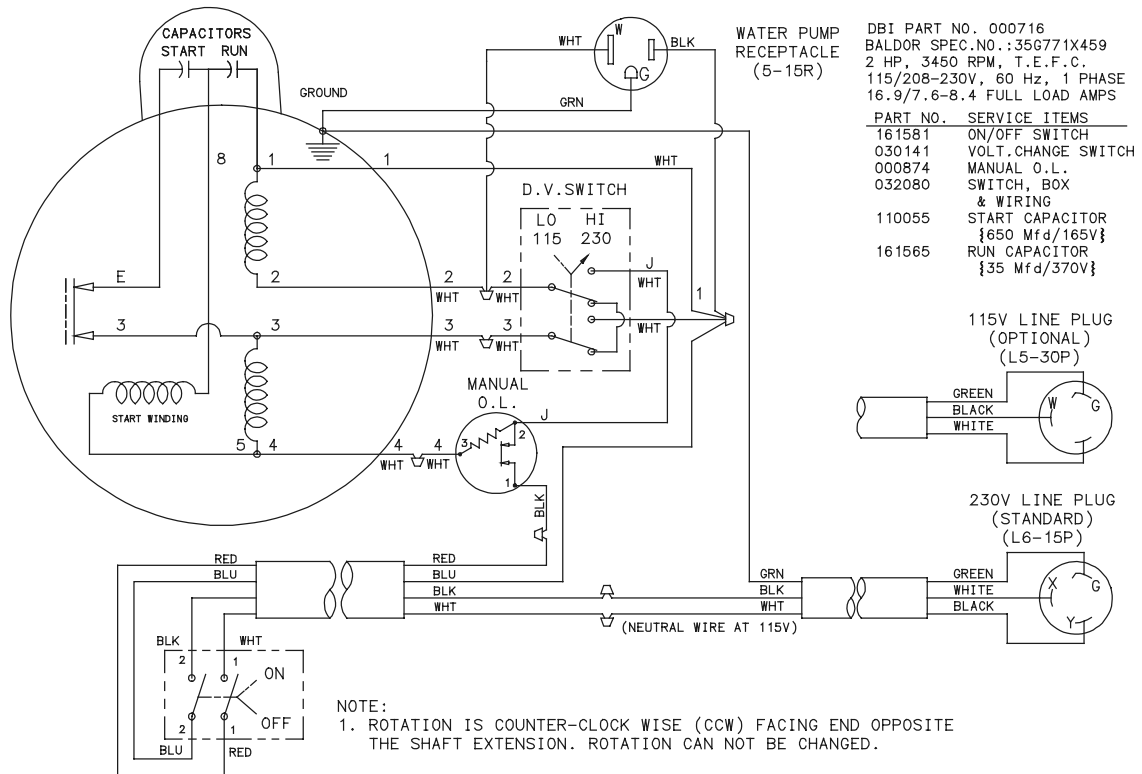 CAPACITORS
START RUN
GROUND
8
1
1
E
2
2
WHT
2
WHT
3
3
3
WHT
3
WHT
START WINDING
5
4
4
WHT
4
WHT
WHT
W
BLK
G
GRN
WATER PUMP
RECEPTACLE
(5-15R)
WHT
D.V.SWITCH
LO HI
115 230
J
WHT
1
WHT
MANUAL
O.L.
J
3
2
1
BLK
DBI PART NO. 000716
BALDOR SPEC.NO.:35G771X459
2 HP, 3450 RPM, T.E.F.C.
115/208-230V, 60 Hz, 1 PHASE
16.9/7.6-8.4 FULL LOAD AMPS
PART NO. SERVICE ITEMS
161581 ON/OFF SWITCH
030141 VOLT.CHANGE SWITCH
000874 MANUAL O.L.
032080 SWITCH, BOX
& WIRING
110055 START CAPACITOR
{650 Mfd/165V}
161565 RUN CAPACITOR
{35 Mfd/370V}
115V LINE PLUG
(OPTIONAL)
(L5-30P)
GREEN
BLACK
WHITE
W
G
230V LINE PLUG
(STANDARD)
(L6-15P)
GREEN
WHITE
BLACK
X
G
Y
RED
BLU
RED
BLU
BLK
WHT
GRN
BLK
WHT
(NEUTRAL WIRE AT 115V)
BLK
WHT
2
1
ON
OFF
2
1
BLU
RED
NOTE:
1. ROTATION IS COUNTER-CLOCK WISE (CCW) FACING END OPPOSITE
THE SHAFT EXTENSION. ROTATION CAN NOT BE CHANGED.